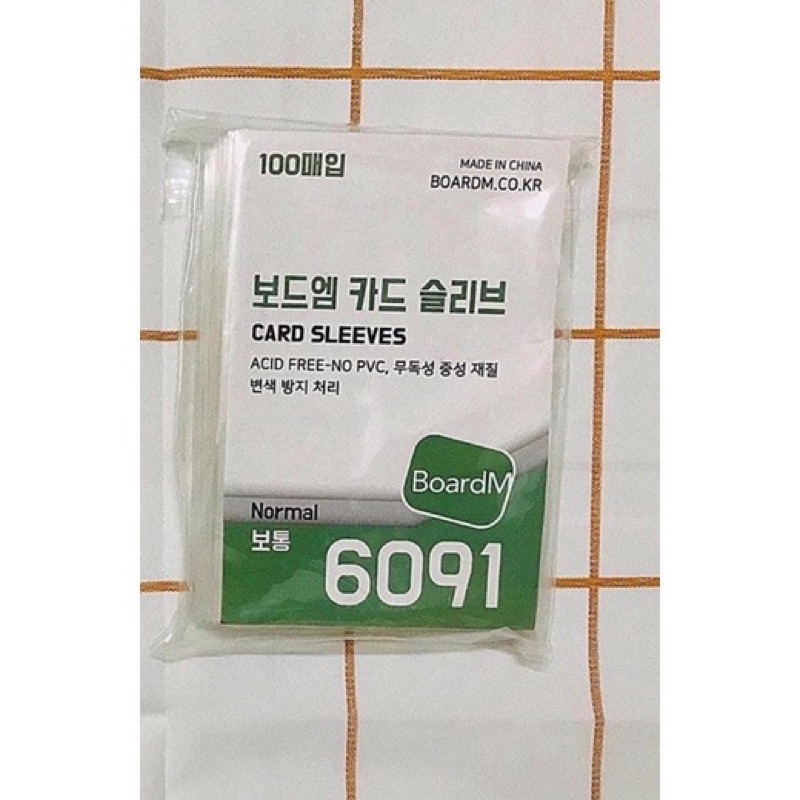 100매입
MADE IN CHINA
BOARDM.CO.KR
보드엠 카드 슬리브
CARD SLEEVES
ACID FREE-NO PVC, 무독성 중성 재질
변색 방지 처리
BoardM
Normal
보통
6091